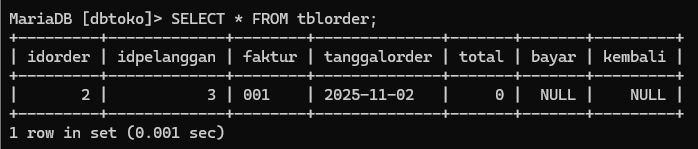 MariaDB [dbtoko]> SELECT * FROM tblorder;
+---------+-------------+--------+--------------+-------+-------+---------+
| idorder | idpelanggan | faktur | tanggalorder | total | bayar | kembali |
+---------+-------------+--------+--------------+-------+-------+---------+
|       2 |           3 | 001    | 2025-11-02   |     0 |  NULL |    NULL |
+---------+-------------+--------+--------------+-------+-------+---------+
1 row in set (0.001 sec)